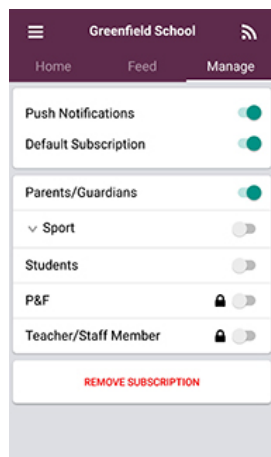 Greenfield School
Home Feed Manage
Push Notifications
Default Subscription
Parents/Guardians
Sport
Students
P&F
Teacher/Staff Member
REMOVE SUBSCRIPTION